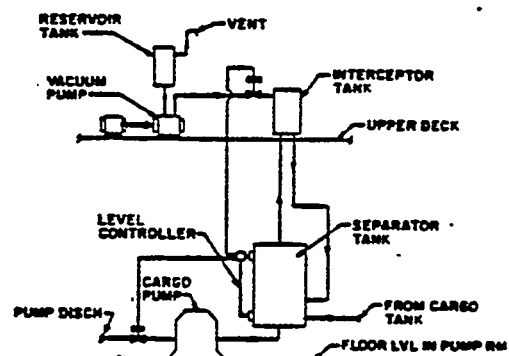 RESERVOIR
TANK
VENT
VACUUM
PUMP
INTERCEPTOR
TANK
UPPER DECK
LEVEL
CONTROLLER
SEPARATOR
TANK
CARGO
PUMP
PUMP DISCH
FROM CARGO
TANK
FLOOR LVL IN PUMP RM